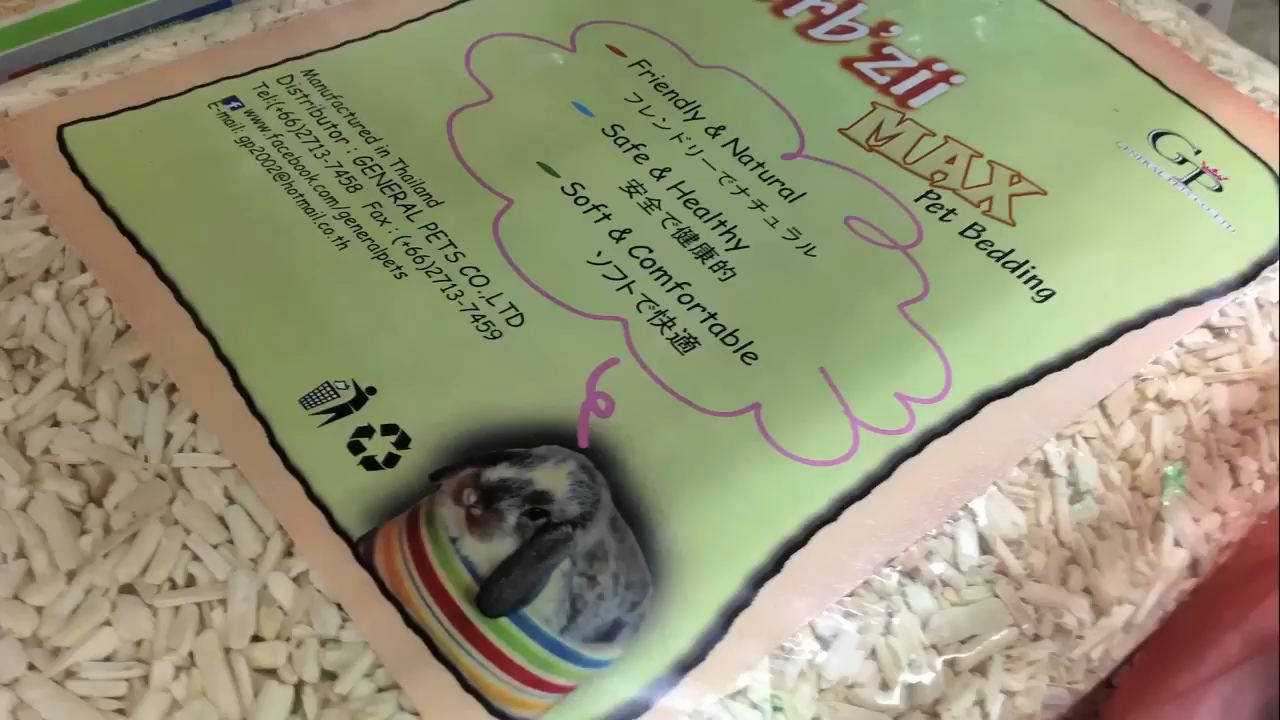 rb'zii
MAX
Pet Bedding
GP
Friendly & Natural
フレンドリーでナチュラル
Safe & Healthy
安全で健康的
Soft & Comfortable
ソフトで快適
Manufactured in Thailand
Distributor : GENERAL PETS CO.,LTD
Tel:(+66)2713-7458 Fax : (+66)2713-7459
f www.facebook.com/generalpets
E-mail: gp2002@hotmail.co.th